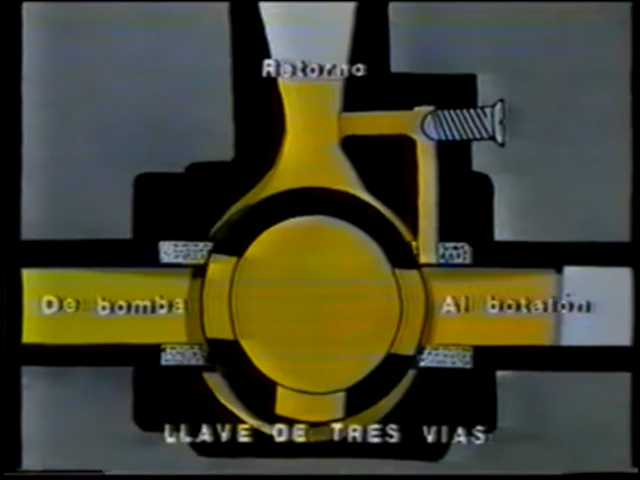 Retorno
De bomba
Al botalón
LLAVE DE TRES VIAS